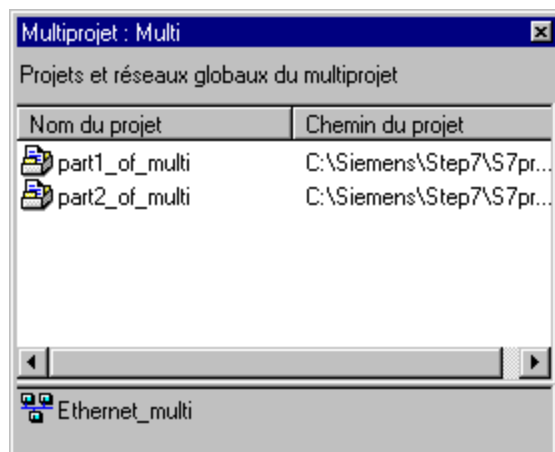 Multiprojet : Multi
Projets et réseaux globaux du multiprojet
Nom du projet Chemin du projet
part1_of_multi C:\Siemens\Step7\S7pr...
part2_of_multi C:\Siemens\Step7\S7pr...
Ethernet_multi